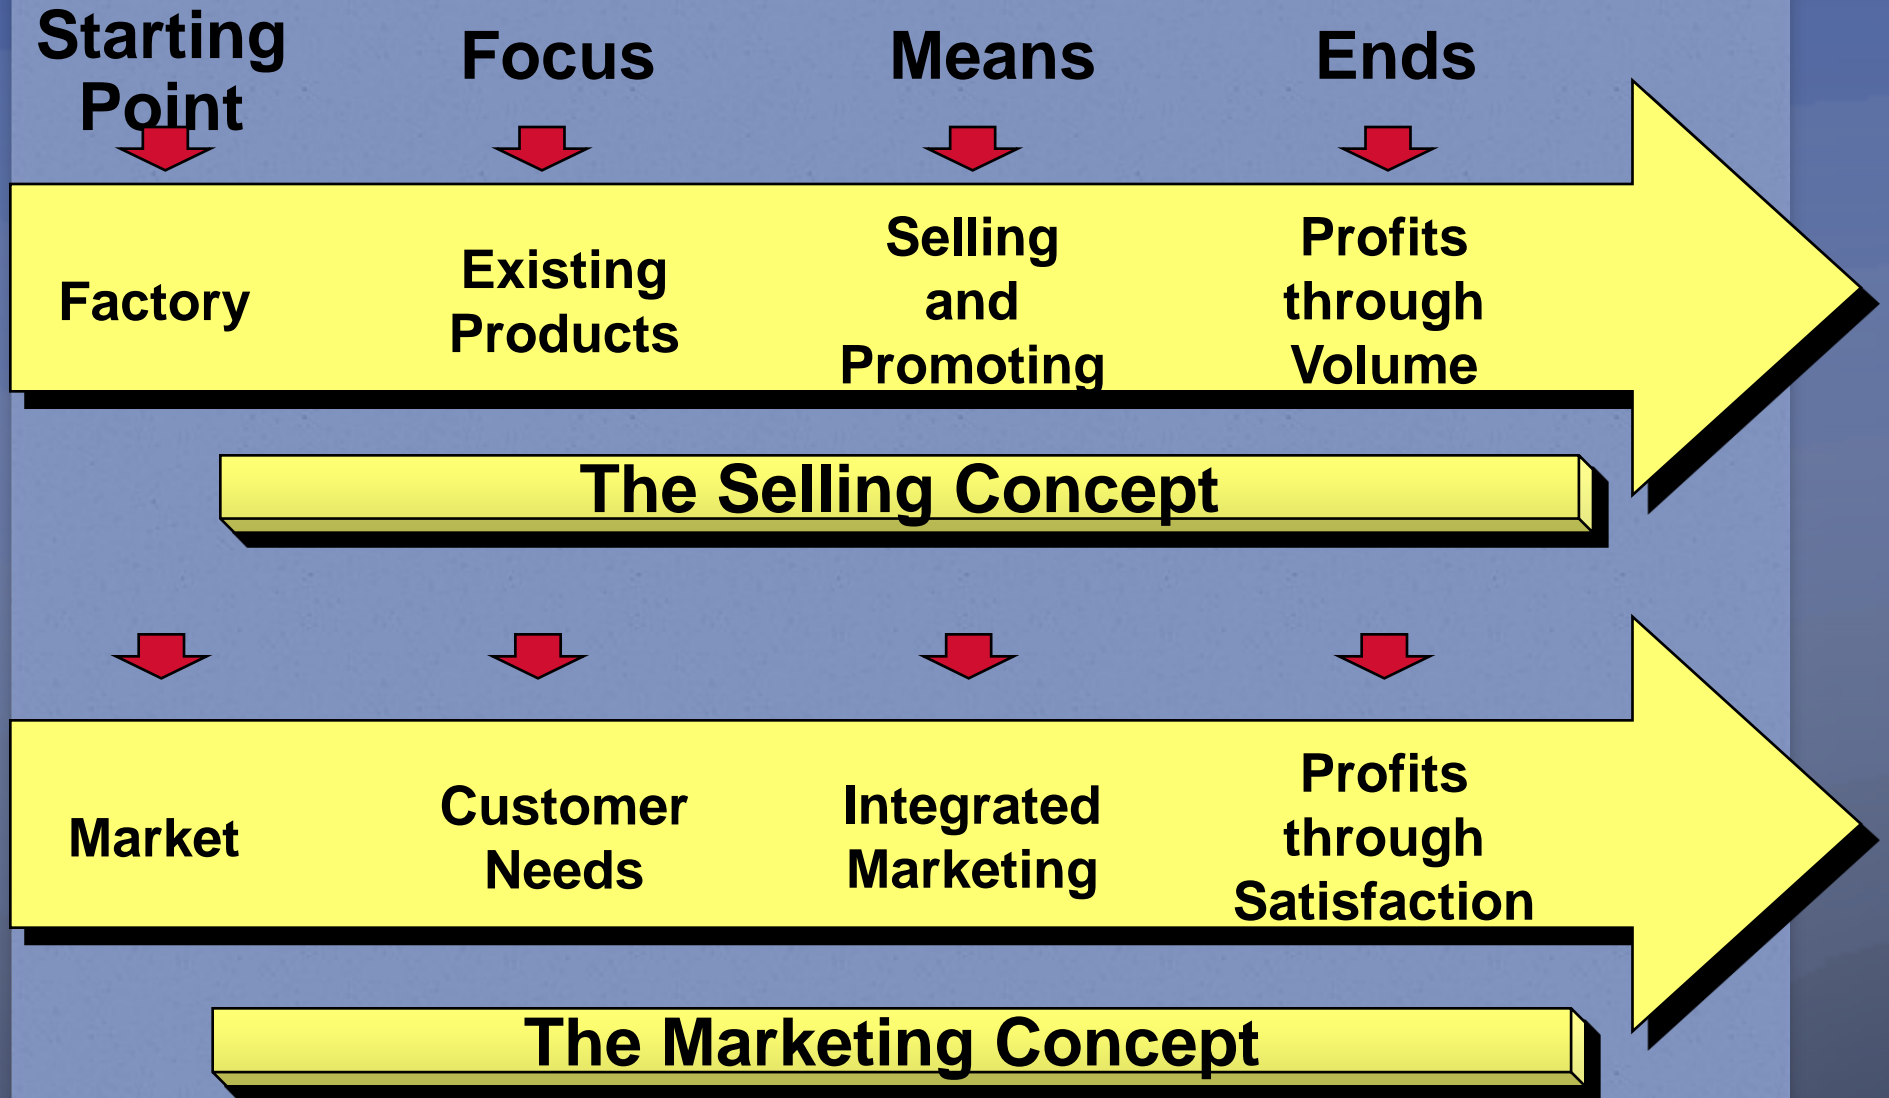 Starting
Point
Focus
Means
Ends
Factory
Existing
Products
Selling
and
Promoting
Profits
through
Volume
The Selling Concept
Market
Customer
Needs
Integrated
Marketing
Profits
through
Satisfaction
The Marketing Concept